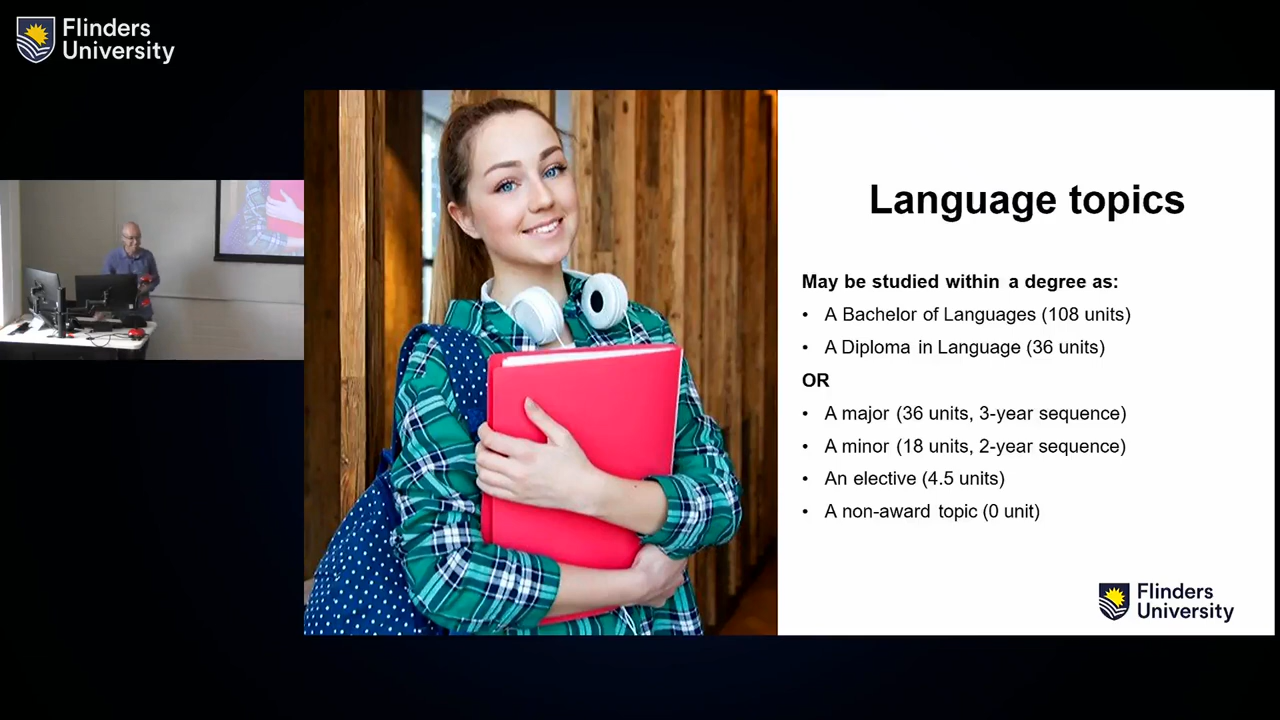 Flinders
University
Language topics
May be studied within a degree as:
• A Bachelor of Languages (108 units)
• A Diploma in Language (36 units)
OR
• A major (36 units, 3-year sequence)
• A minor (18 units, 2-year sequence)
• An elective (4.5 units)
• A non-award topic (0 unit)
Flinders
University